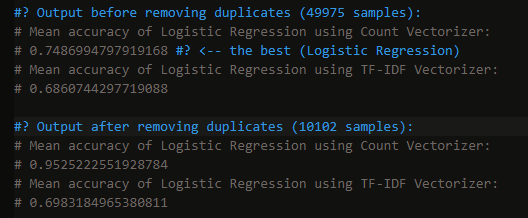 #? Output before removing duplicates (49975 samples):
# Mean accuracy of Logistic Regression using Count Vectorizer:
# 0.7486994797919168 #? <-- the best (Logistic Regression)
# Mean accuracy of Logistic Regression using TF-IDF Vectorizer:
# 0.6860744297719088
#? Output after removing duplicates (10102 samples):
# Mean accuracy of Logistic Regression using Count Vectorizer:
# 0.9525222551928784
# Mean accuracy of Logistic Regression using TF-IDF Vectorizer:
# 0.6983184965380811